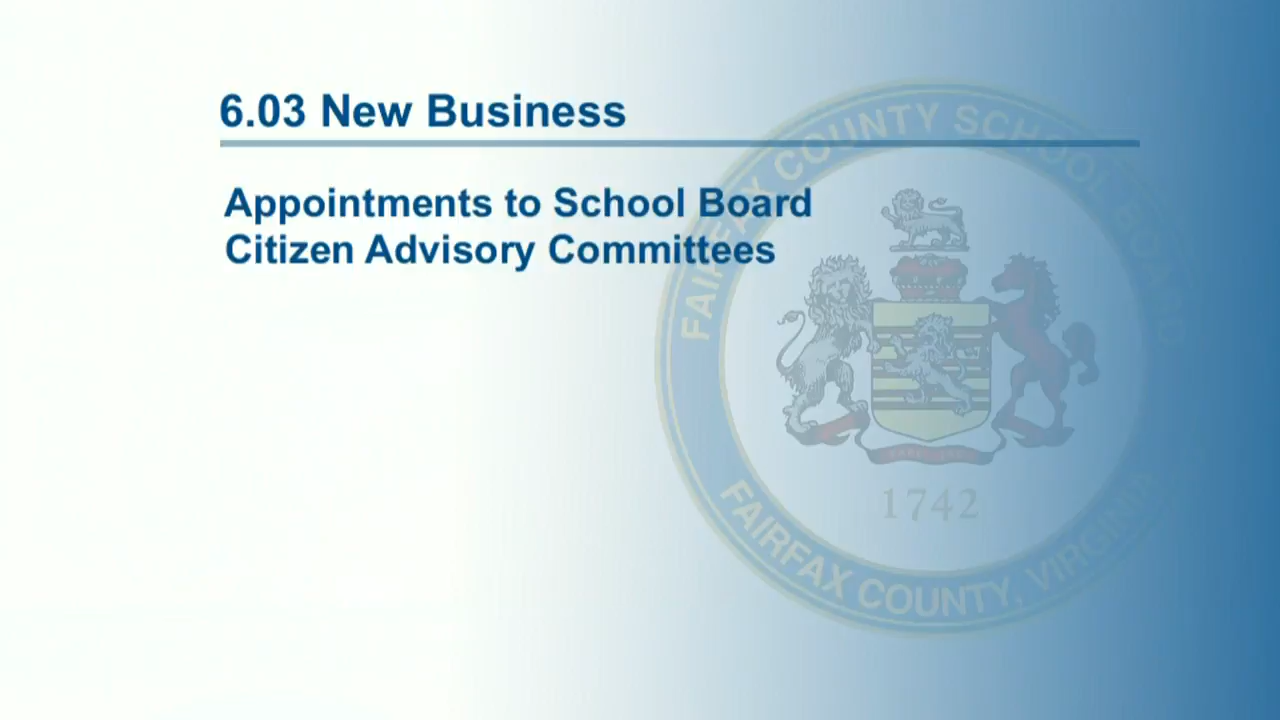 6.03 New Business
Appointments to School Board
Citizen Advisory Committees
FAIRFAX COUNTY SCHOOL BOARD
1742
FAIRFAX COUNTY, VIRGINIA